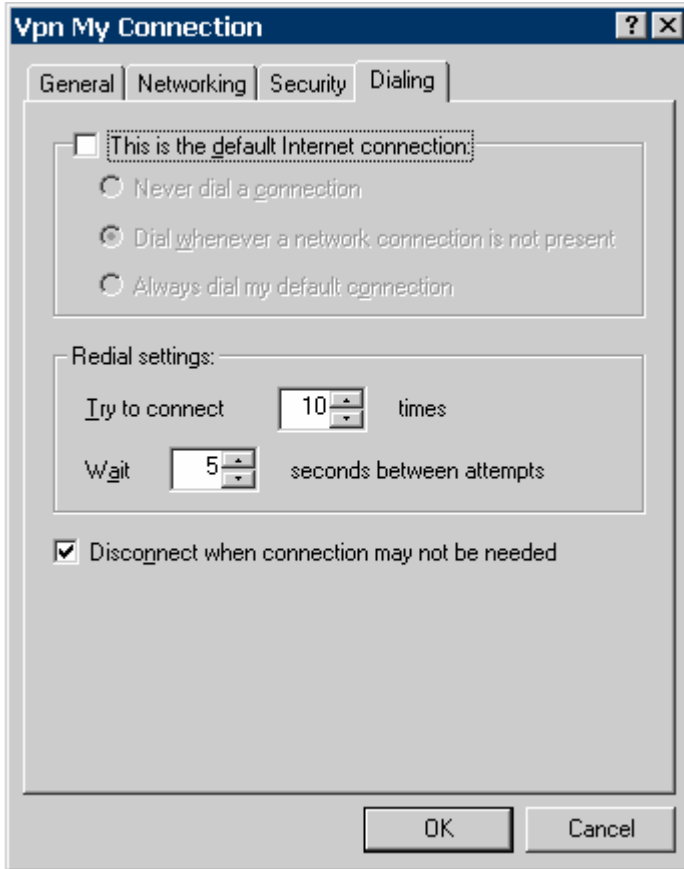 Vpn My Connection
General Networking Security Dialing
This is the default Internet connection:
Never dial a connection
Dial whenever a network connection is not present
Always dial my default connection
Redial settings:
Try to connect 10 times
Wait 5 seconds between attempts
Disconnect when connection may not be needed
OK Cancel